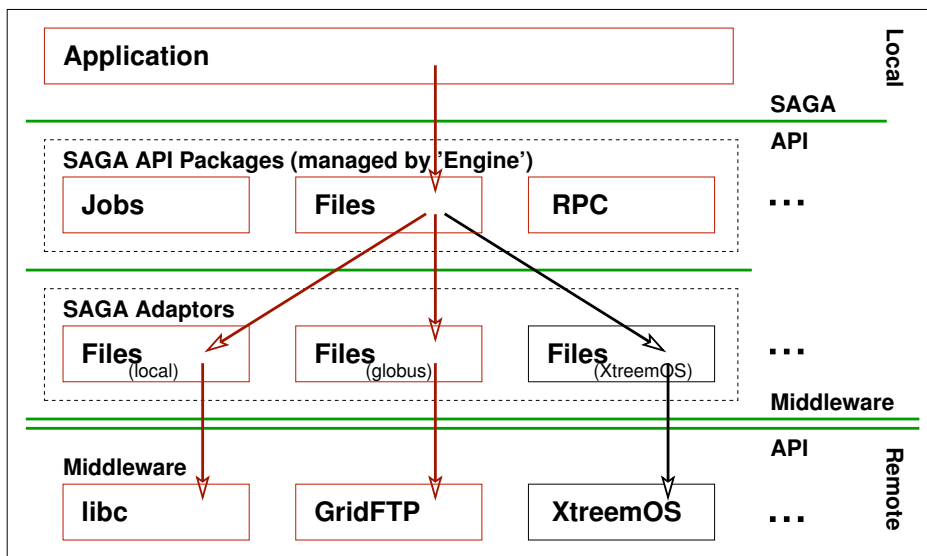 Local
Application
SAGA
API
SAGA API Packages (managed by 'Engine')
Jobs
Files
RPC
...
SAGA Adaptors
Files
(local)
Files
(globus)
Files
(XtreemOS)
...
Middleware
API
Remote
Middleware
libc
GridFTP
XtreemOS
...